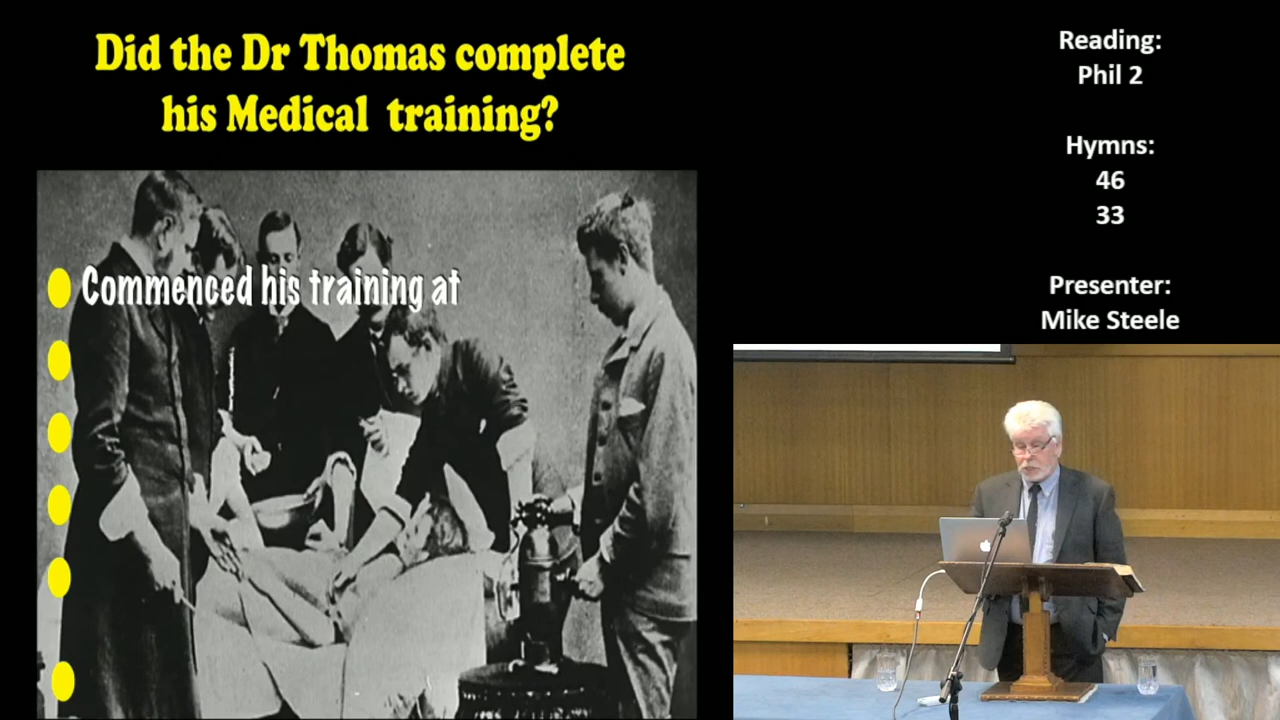 Did the Dr Thomas complete
his Medical training?
Commenced his training at
Reading:
Phil 2
Hymns:
46
33
Presenter:
Mike Steele